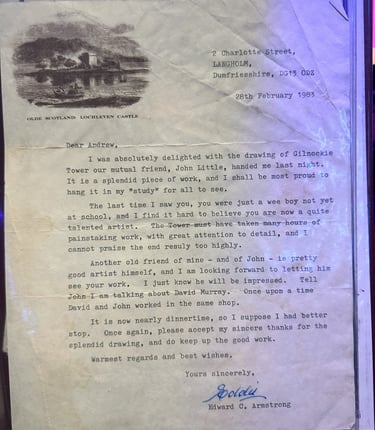 2 Charlotte Street,
LANGHOLM,
Dumfriesshire, DG13 0DZ
28th February 1983
OLDE SCOTLAND LOCHLEVEN CASTLE
Dear Andrew,
I was absolutely delighted with the drawing of Gilnockie
Tower our mutual friend, John Little, handed me last night.
It is a splendid piece of work, and I shall be most proud to
hang it in my "study" for all to see.
The last time I saw you, you were just a wee boy not yet
at school, and I find it hard to believe you are now a quite
talented artist. The Tower must have taken many hours of
painstaking work, with great attention to detail, and I
cannot praise the end resuly too highly.
Another old friend of mine - and of John - is pretty
good artist himself, and I am looking forward to letting him
see your work. I just know he will be impressed. Tell
John I am talking about David Murray. Once upon a time
David and John worked in the same shop.
It is now nearly dinnertime, so I suppose I had better
stop. Once again, please accept my sincere thanks for the
splendid drawing, and do keep up the good work.
Warmest regards and best wishes.
Yours sincerely,
Eddie
Edward C. Armstrong